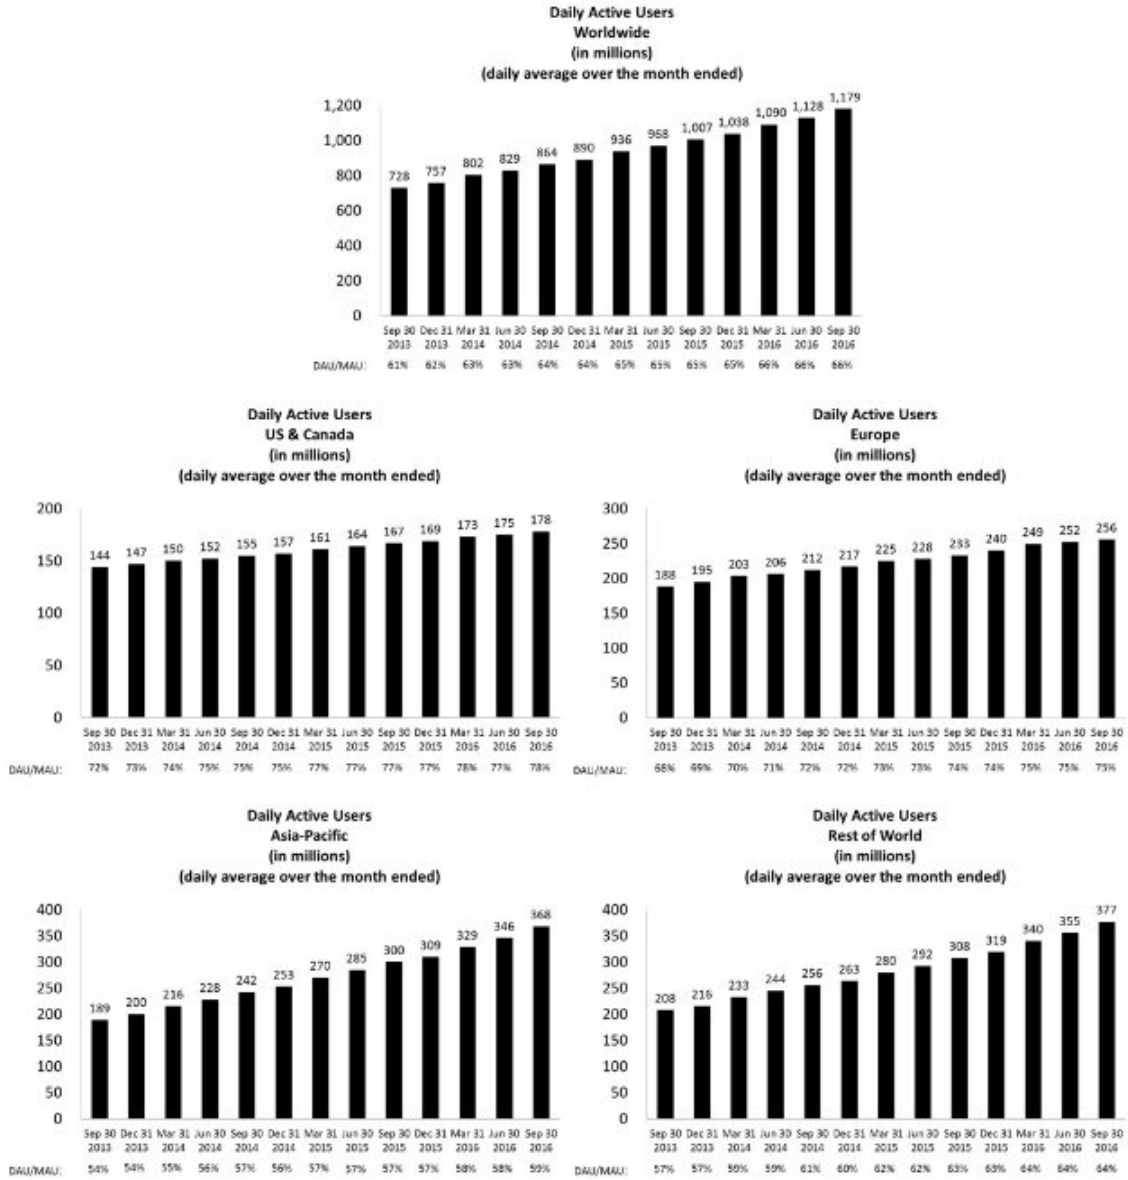 Daily Active Users
Worldwide
(in millions)
(daily average over the month ended)
1,200
1,000
800
600
400
200
0
728 757 802 829 864 890 936 968 1,007 1,038 1,090 1,128 1,179
Sep 30 Dec 31 Mar 31 Jun 30 Sep 30 Dec 31 Mar 31 Jun 30 Sep 30 Dec 31 Mar 31 Jun 30 Sep 30
2013 2013 2014 2014 2014 2014 2015 2015 2015 2015 2016 2016 2016
DAU/MAU: 61% 62% 63% 63% 64% 64% 65% 65% 65% 65% 66% 66% 66%
Daily Active Users
US & Canada
(in millions)
(daily average over the month ended)
200
150
100
50
0
144 147 150 152 155 157 161 164 167 169 173 175 178
Sep 30 Dec 31 Mar 31 Jun 30 Sep 30 Dec 31 Mar 31 Jun 30 Sep 30 Dec 31 Mar 31 Jun 30 Sep 30
2013 2013 2014 2014 2014 2014 2015 2015 2015 2015 2016 2016 2016
DAU/MAU: 72% 73% 74% 75% 75% 75% 77% 77% 77% 77% 78% 77% 78%
Daily Active Users
Europe
(in millions)
(daily average over the month ended)
300
250
200
150
100
50
0
188 195 203 206 212 217 225 228 233 240 249 252 256
Sep 30 Dec 31 Mar 31 Jun 30 Sep 30 Dec 31 Mar 31 Jun 30 Sep 30 Dec 31 Mar 31 Jun 30 Sep 30
2013 2013 2014 2014 2014 2014 2015 2015 2015 2015 2016 2016 2016
DAU/MAU: 68% 69% 70% 71% 72% 72% 73% 73% 74% 74% 75% 75% 75%
Daily Active Users
Asia-Pacific
(in millions)
(daily average over the month ended)
400
350
300
250
200
150
100
50
0
189 200 216 228 242 253 270 285 300 309 329 346 368
Sep 30 Dec 31 Mar 31 Jun 30 Sep 30 Dec 31 Mar 31 Jun 30 Sep 30 Dec 31 Mar 31 Jun 30 Sep 30
2013 2013 2014 2014 2014 2014 2015 2015 2015 2015 2016 2016 2016
DAU/MAU: 54% 54% 55% 56% 57% 56% 57% 57% 57% 57% 58% 58% 59%
Daily Active Users
Rest of World
(in millions)
(daily average over the month ended)
400
350
300
250
200
150
100
50
0
208 216 233 244 256 263 280 292 308 319 340 355 377
Sep 30 Dec 31 Mar 31 Jun 30 Sep 30 Dec 31 Mar 31 Jun 30 Sep 30 Dec 31 Mar 31 Jun 30 Sep 30
2013 2013 2014 2014 2014 2014 2015 2015 2015 2015 2016 2016 2016
DAU/MAU: 57% 57% 59% 59% 61% 60% 62% 62% 63% 63% 64% 64% 64%